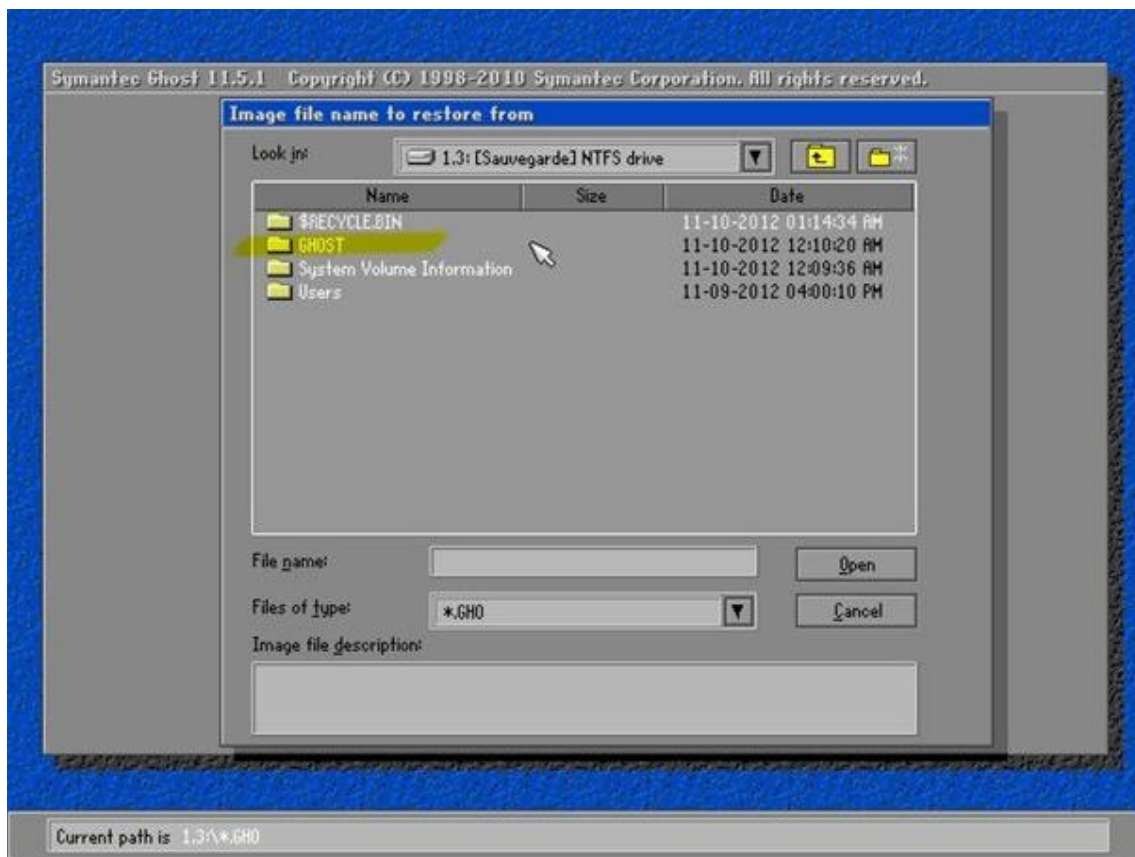 Symantec Ghost 11.5.1 Copyright (C) 1998-2010 Symantec Corporation. All rights reserved.
Image file name to restore from
Look in: 1.3: [Sauvegarde] NTFS drive
Name Size Date
$RECYCLE.BIN 11-10-2012 01:14:34 AM
GHOST 11-10-2012 12:10:20 AM
System Volume Information 11-10-2012 12:09:36 AM
Users 11-09-2012 04:00:10 PM
File name: Open
Files of type: *.GHO Cancel
Image file description:
Current path is 1.3:\*.GHO